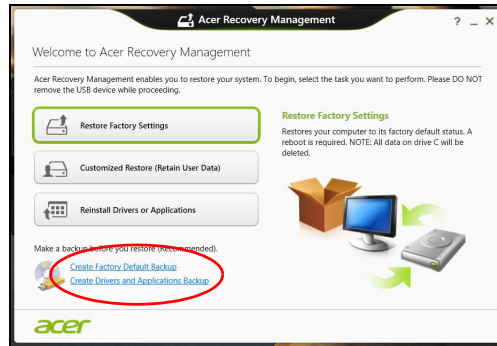 Acer Recovery Management
? _ X
Welcome to Acer Recovery Management
Acer Recovery Management enables you to restore your system. To begin, select the task you want to perform. Please DO NOT
remove the USB device while proceeding.
Restore Factory Settings
Customized Restore (Retain User Data)
Reinstall Drivers or Applications
Restore Factory Settings
Restores your computer to its factory default status. A
reboot is required. NOTE: All data on drive C will be
deleted.
Make a backup before you restore (Recommended).
Create Factory Default Backup
Create Drivers and Applications Backup
acer